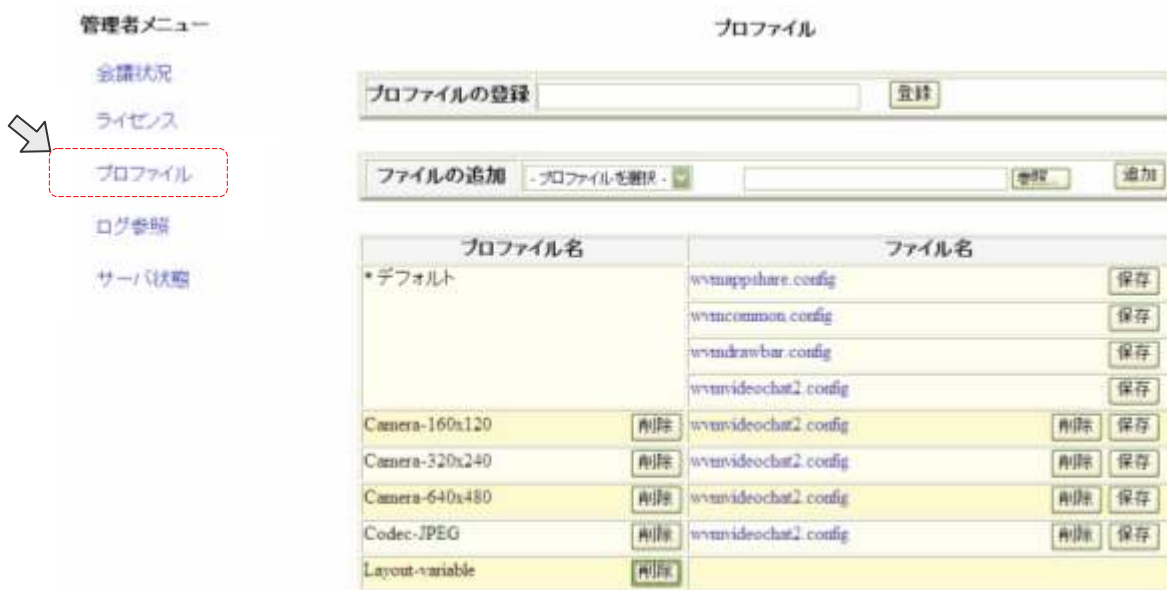 管理者メニュー
会議状況
ライセンス
プロファイル
ログ参照
サーバ状態
プロファイル
プロファイルの登録 登録
ファイルの追加 - プロファイルを選択 - 参照... 追加
プロファイル名 ファイル名
* デフォルト wvmappshare.config 保存
wvmcommon.config 保存
wvmdrawbar.config 保存
wvmvideochat2.config 保存
Camera-160x120 削除 wvmvideochat2.config 削除 保存
Camera-320x240 削除 wvmvideochat2.config 削除 保存
Camera-640x480 削除 wvmvideochat2.config 削除 保存
Codec-JPEG 削除 wvmvideochat2.config 削除 保存
Layout-variable 削除